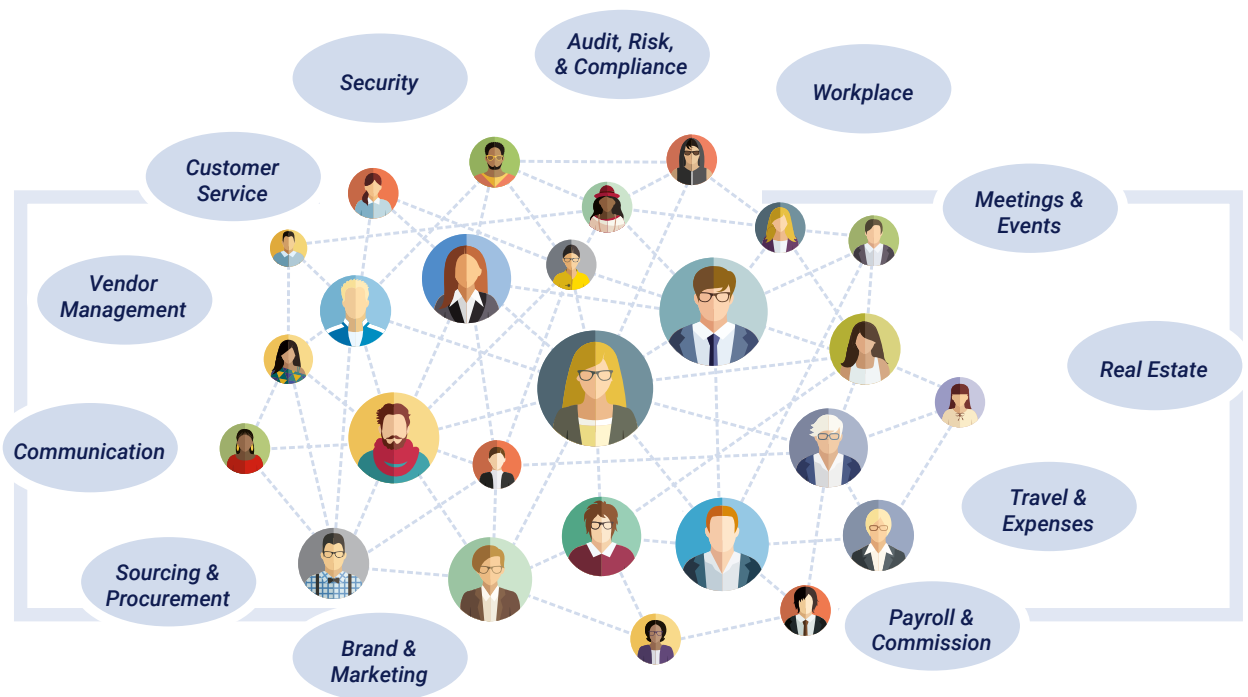 Audit, Risk,
& Compliance
Security
Workplace
Customer
Service
Meetings &
Events
Vendor
Management
Real Estate
Communication
Travel &
Expenses
Sourcing &
Procurement
Payroll &
Commission
Brand &
Marketing